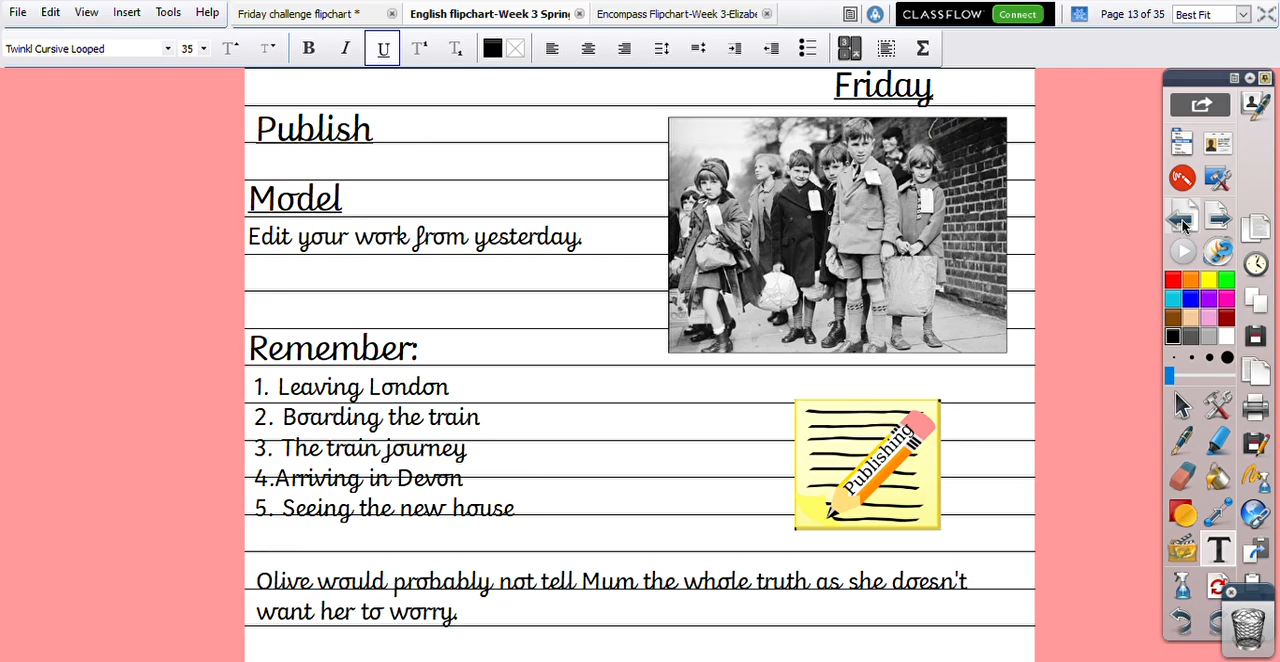 File Edit View Insert Tools Help
Friday challenge flipchart *
English flipchart-Week 3 Spring
Encompass Flipchart-Week 3-Elizabe
CLASSFLOW Connect
Page 13 of 35
Best Fit
Twinkl Cursive Looped
35
Friday
Publish
Model
Edit your work from yesterday.
Remember:
1. Leaving London
2. Boarding the train
3. The train journey
4.Arriving in Devon
5. Seeing the new house
Publishing
Olive would probably not tell Mum the whole truth as she doesn't
want her to worry.